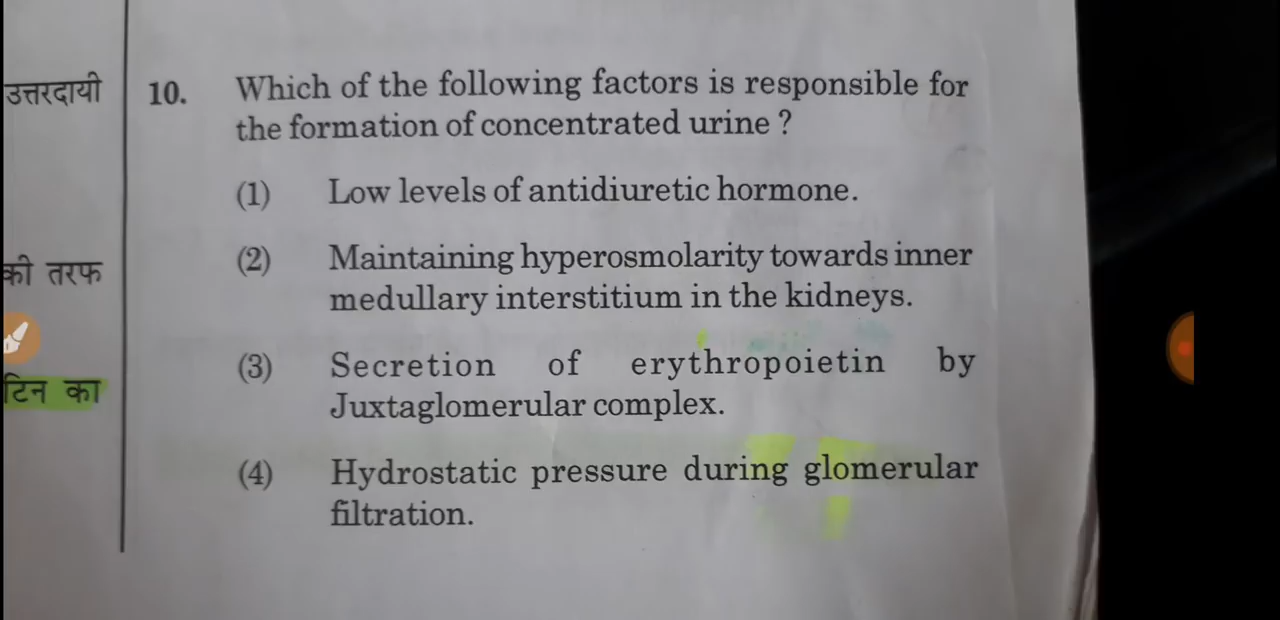 उत्तरदायी
की तरफ
टिन का
10. Which of the following factors is responsible for
the formation of concentrated urine ?
(1) Low levels of antidiuretic hormone.
(2) Maintaining hyperosmolarity towards inner
medullary interstitium in the kidneys.
(3) Secretion of erythropoietin by
Juxtaglomerular complex.
(4) Hydrostatic pressure during glomerular
filtration.